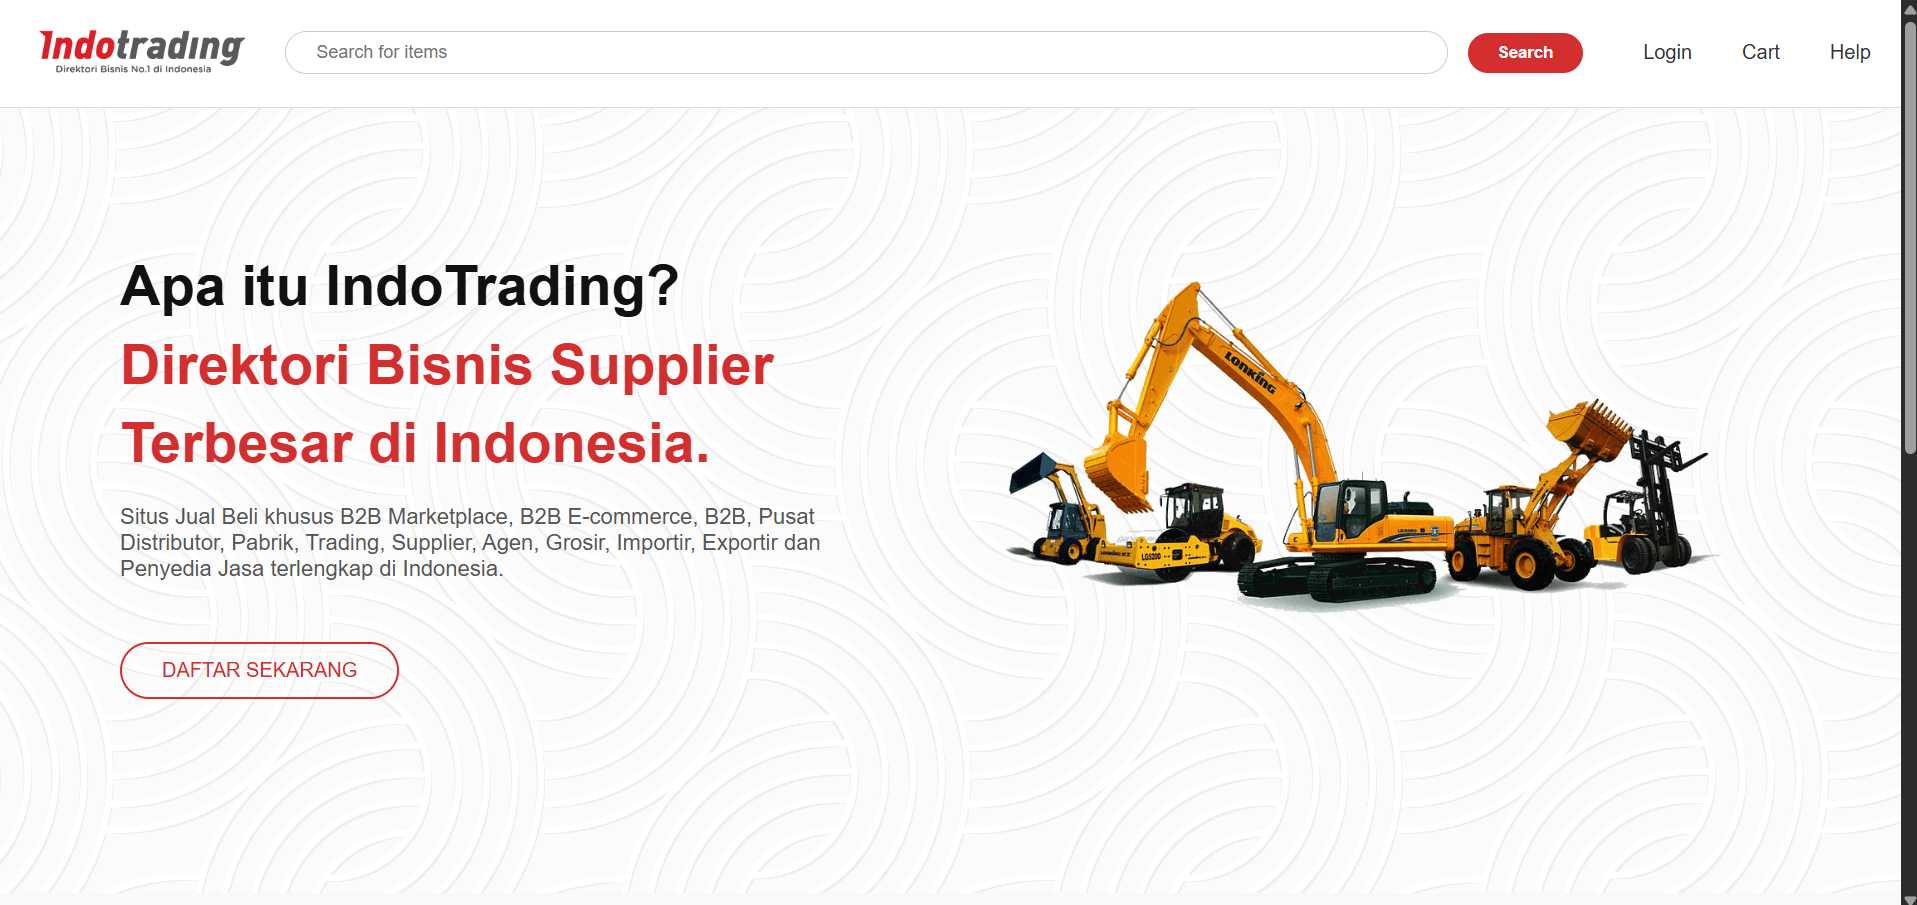 Indotrading
Direktori Bisnis No.1 di Indonesia
Search for items
Search
Login
Cart
Help
Apa itu IndoTrading?
Direktori Bisnis Supplier
Terbesar di Indonesia.
Situs Jual Beli khusus B2B Marketplace, B2B E-commerce, B2B, Pusat
Distributor, Pabrik, Trading, Supplier, Agen, Grosir, Importir, Exportir dan
Penyedia Jasa terlengkap di Indonesia.
DAFTAR SEKARANG
LONKING
LG520D